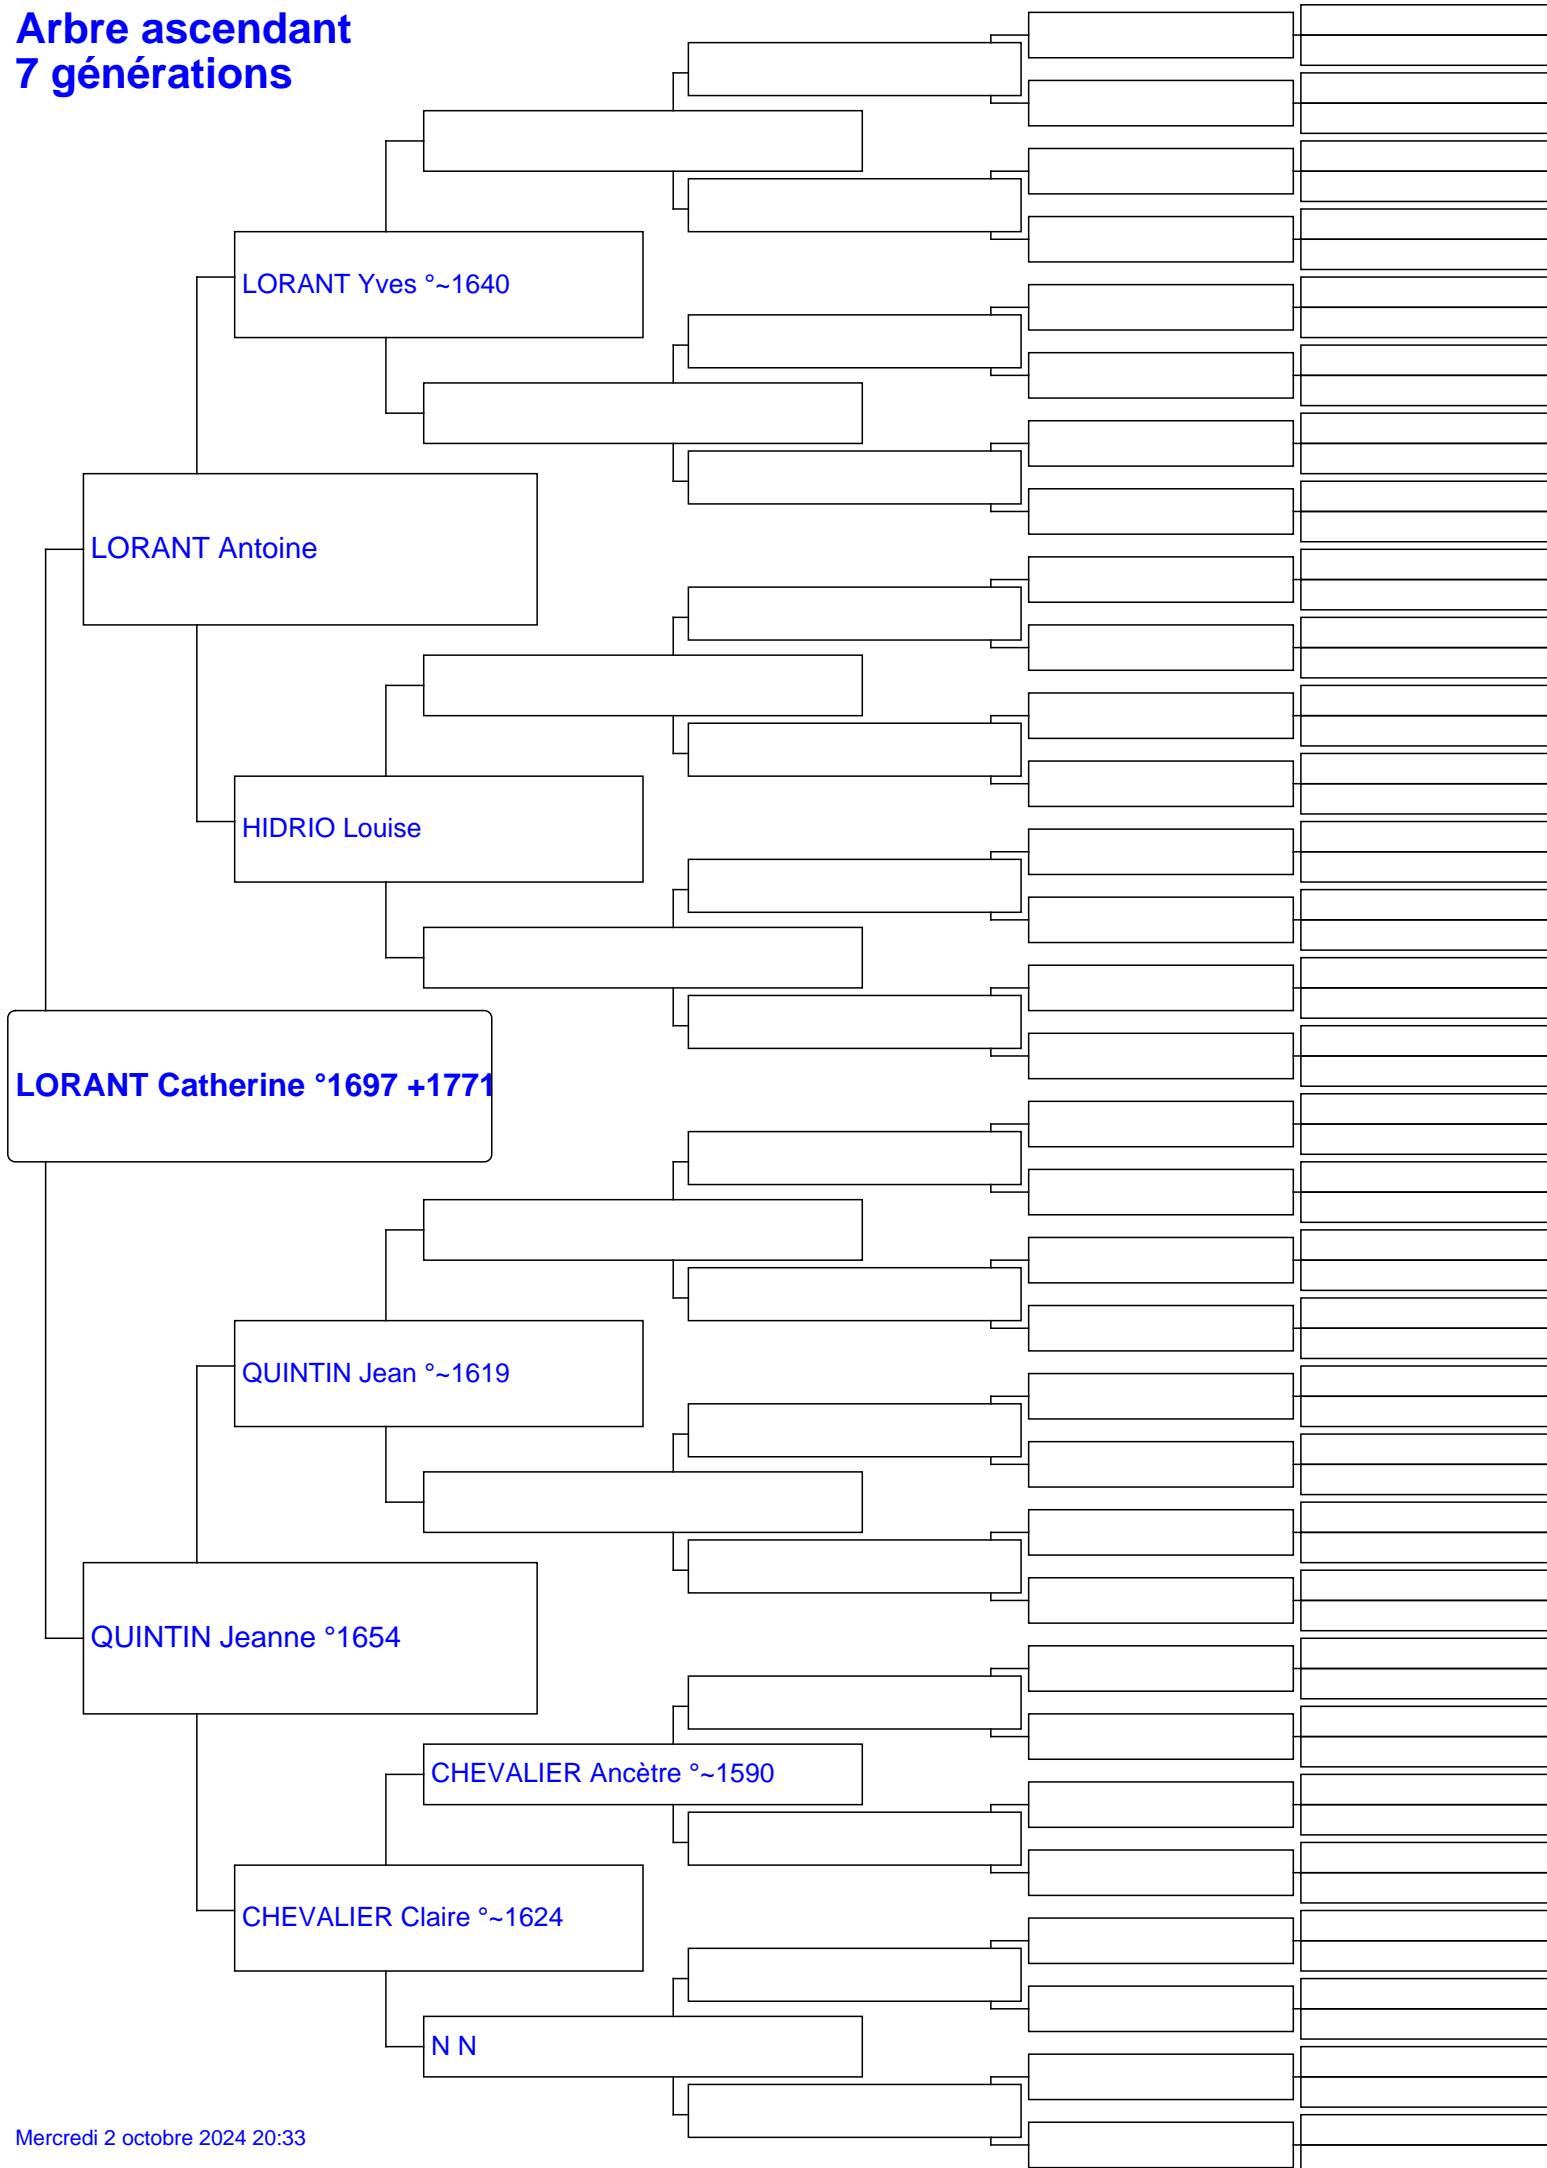 Arbre ascendant
7 générations
LORANT Yves °~1640
LORANT Antoine
HIDRIO Louise
LORANT Catherine °1697 +1771
QUINTIN Jean °~1619
QUINTIN Jeanne °1654
CHEVALIER Ancètre °~1590
CHEVALIER Claire °~1624
N N
Mercredi 2 octobre 2024 20:33